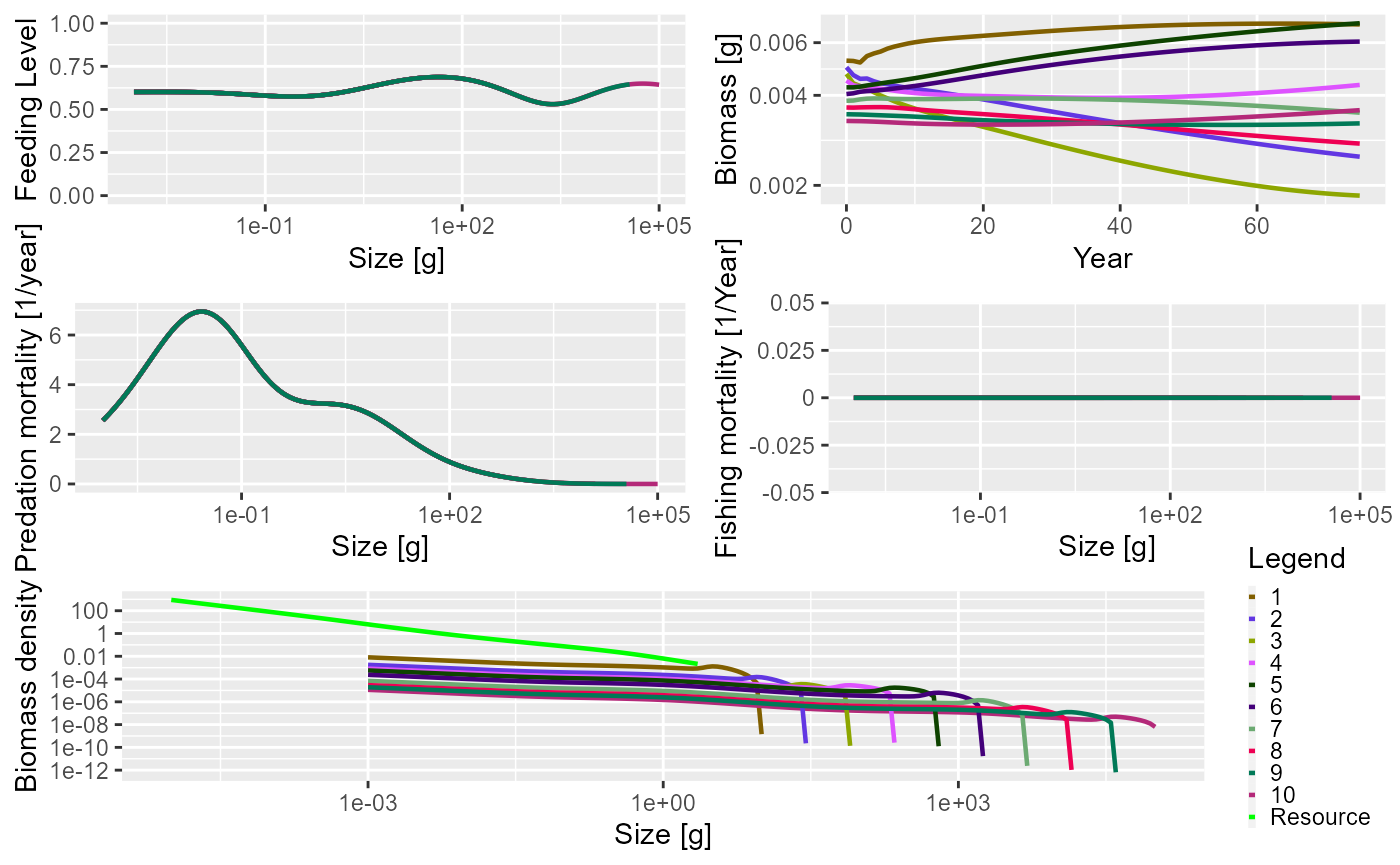 Feeding Level
1.00
0.75
0.50
0.25
0.00
1e-01
1e+02
1e+05
Size [g]
Biomass [g]
0.006
0.004
0.002
0
20
40
60
Year
Predation mortality [1/year]
6
4
2
0
1e-01
1e+02
1e+05
Size [g]
Fishing mortality [1/Year]
0.05
0.025
0
-0.025
-0.05
1e-01
1e+02
1e+05
Size [g]
Biomass density
100
1
0.01
1e-04
1e-06
1e-08
1e-10
1e-12
1e-03
1e+00
1e+03
Size [g]
Legend
1
2
3
4
5
6
7
8
9
10
Resource